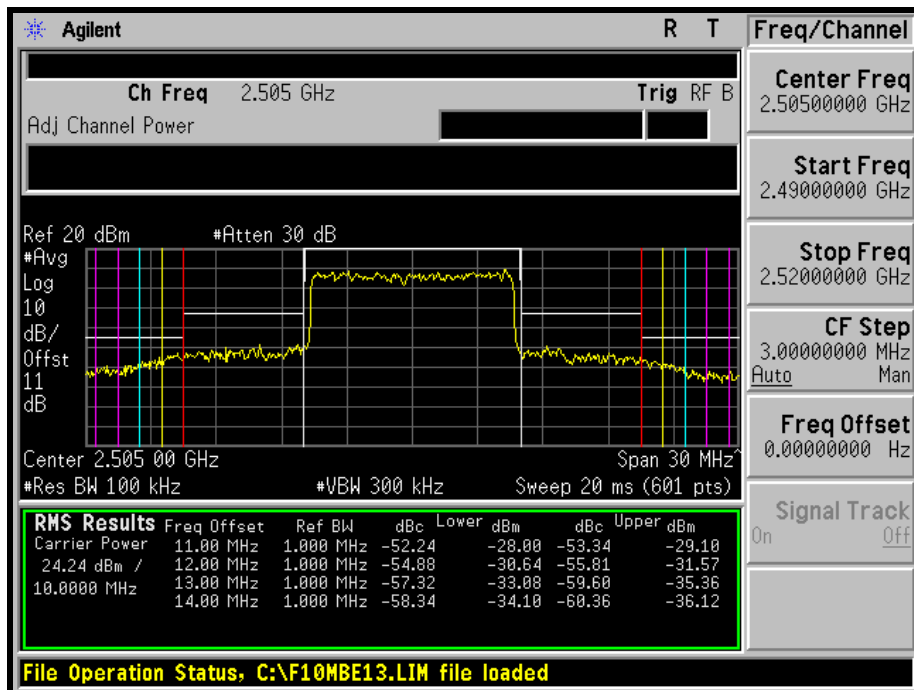 Agilent R T
Ch Freq 2.505 GHz Trig RF B
Adj Channel Power
Ref 20 dBm #Atten 30 dB
#Avg
Log
10
dB/
Offst
11
dB
Center 2.505 00 GHz Span 30 MHz^
#Res BW 100 kHz #VBW 300 kHz Sweep 20 ms (601 pts)
RMS Results Freq Offset Ref BW dBc Lower dBm dBc Upper dBm
Carrier Power 11.00 MHz 1.000 MHz -52.24 -28.00 -53.34 -29.10
24.24 dBm / 12.00 MHz 1.000 MHz -54.88 -30.64 -55.81 -31.57
10.0000 MHz 13.00 MHz 1.000 MHz -57.32 -33.08 -59.60 -35.36
14.00 MHz 1.000 MHz -58.34 -34.10 -60.36 -36.12
File Operation Status, C:\F10MBE13.LIM file loaded
Freq/Channel
Center Freq
2.50500000 GHz
Start Freq
2.49000000 GHz
Stop Freq
2.52000000 GHz
CF Step
3.00000000 MHz
Auto Man
Freq Offset
0.00000000 Hz
Signal Track
On Off